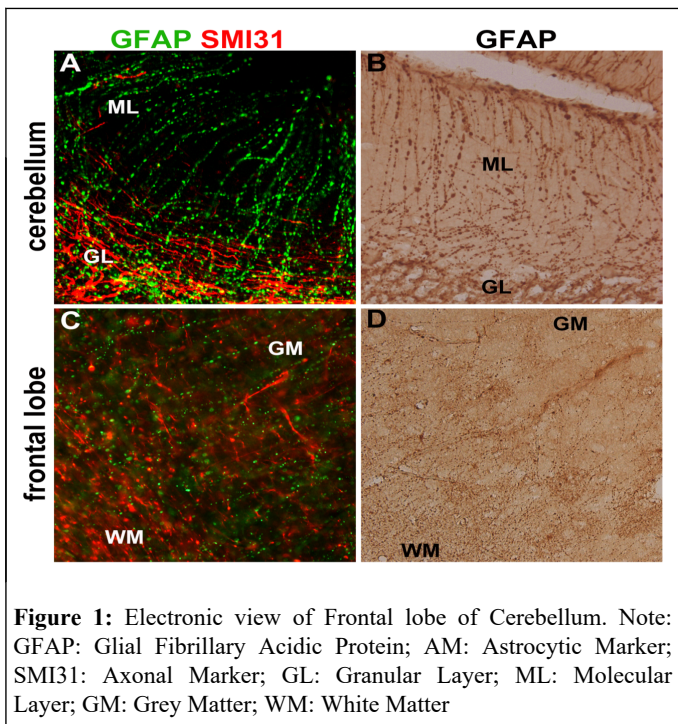 GFAP SMI31 GFAP
cerebellum
A
ML
GL
B
ML
GL
frontal lobe
C
GM
WM
D
GM
WM
Figure 1: Electronic view of Frontal lobe of Cerebellum. Note:
GFAP: Glial Fibrillary Acidic Protein; AM: Astrocytic Marker;
SMI31: Axonal Marker; GL: Granular Layer; ML: Molecular
Layer; GM: Grey Matter; WM: White Matter